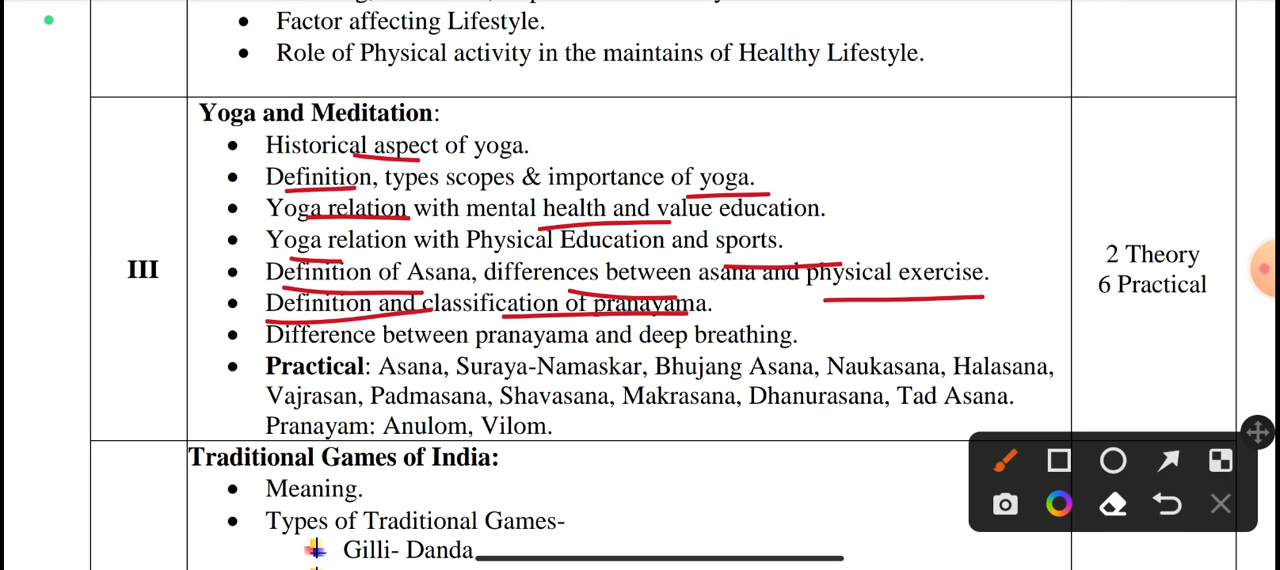 • Factor affecting Lifestyle.
• Role of Physical activity in the maintains of Healthy Lifestyle.
Yoga and Meditation:
• Historical aspect of yoga.
• Definition, types scopes & importance of yoga.
• Yoga relation with mental health and value education.
• Yoga relation with Physical Education and sports.
III
• Definition of Asana, differences between asana and physical exercise.
2 Theory
6 Practical
• Definition and classification of pranayama.
• Difference between pranayama and deep breathing.
• Practical: Asana, Suraya-Namaskar, Bhujang Asana, Naukasana, Halasana,
Vajrasan, Padmasana, Shavasana, Makrasana, Dhanurasana, Tad Asana.
Pranayam: Anulom, Vilom.
Traditional Games of India:
• Meaning.
• Types of Traditional Games-
Gilli- Danda